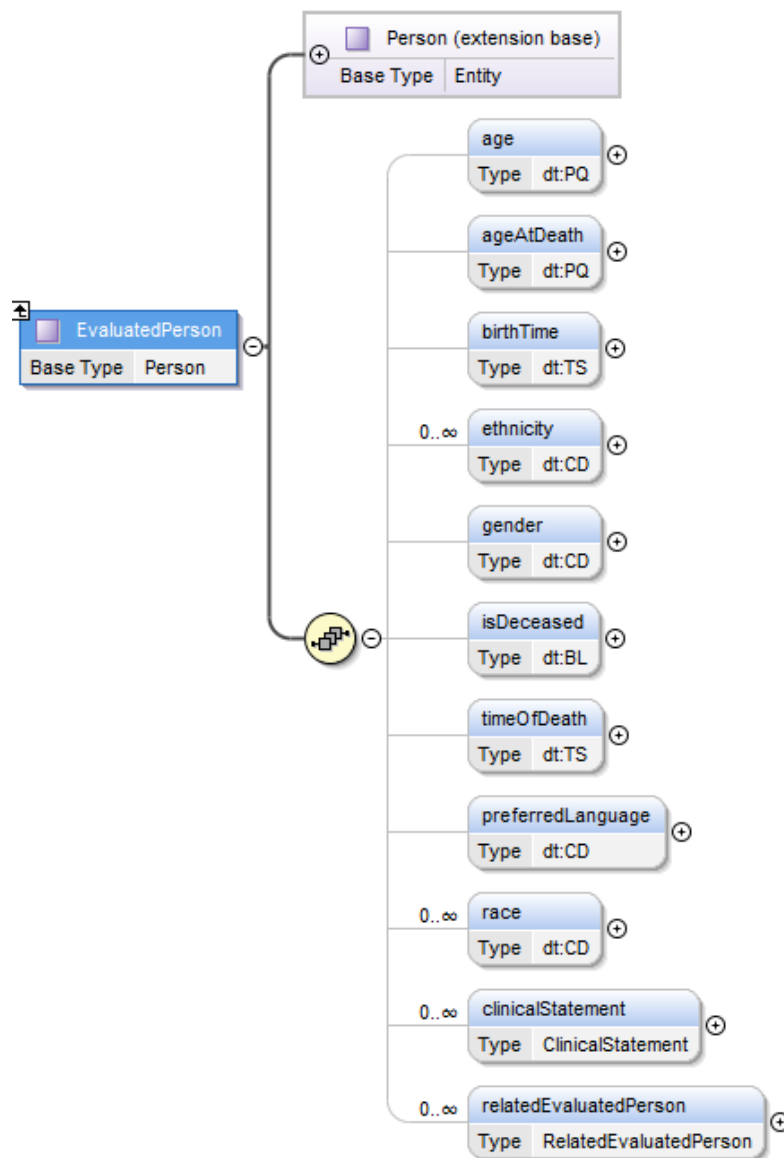 Person (extension base)
Base Type Entity
age
Type dt:PQ
ageAtDeath
Type dt:PQ
EvaluatedPerson
Base Type Person
birthTime
Type dt:TS
0..∞ ethnicity
Type dt:CD
gender
Type dt:CD
isDeceased
Type dt:BL
timeOfDeath
Type dt:TS
preferredLanguage
Type dt:CD
0..∞ race
Type dt:CD
0..∞ clinicalStatement
Type ClinicalStatement
0..∞ relatedEvaluatedPerson
Type RelatedEvaluatedPerson